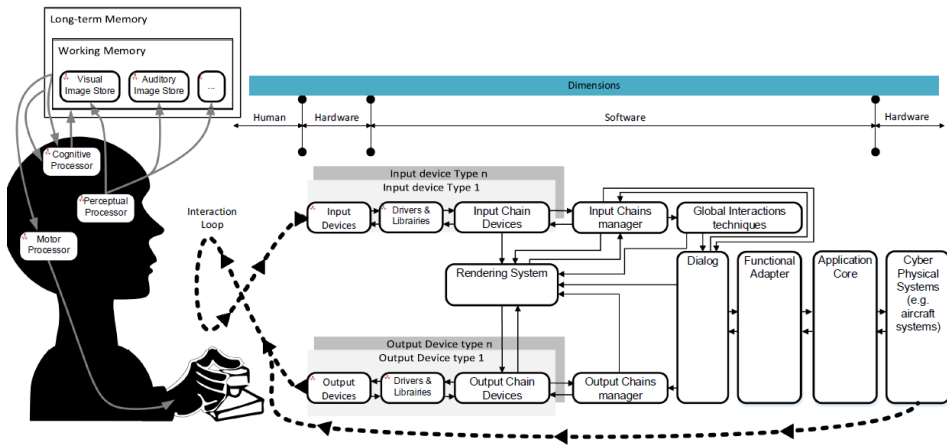 Long-term Memory
Working Memory
Visual
Image Store
Auditory
Image Store
...
Dimensions
Human
Hardware
Software
Hardware
Cognitive
Processor
Perceptual
Processor
Motor
Processor
Interaction
Loop
Input device Type n
Input device Type 1
Input
Devices
Drivers &
Librairies
Input Chain
Devices
Input Chains
manager
Global Interactions
techniques
Rendering System
Dialog
Functional
Adapter
Application
Core
Cyber
Physical
Systems
(e.g.
aircraft
systems)
Output Device type n
Output Device type 1
Output
Devices
Drivers &
Librairies
Output Chain
Devices
Output Chains
manager